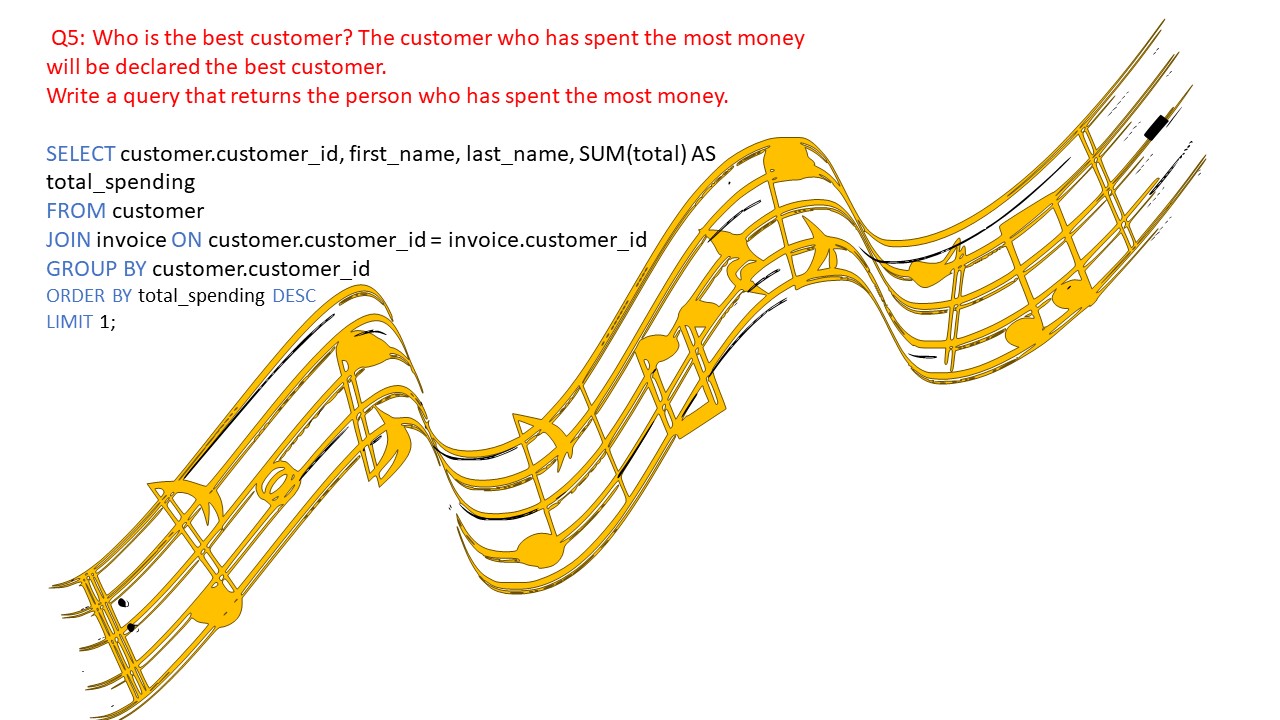 Q5: Who is the best customer? The customer who has spent the most money
will be declared the best customer.
Write a query that returns the person who has spent the most money.
SELECT customer.customer_id, first_name, last_name, SUM(total) AS
total_spending
FROM customer
JOIN invoice ON customer.customer_id = invoice.customer_id
GROUP BY customer.customer_id
ORDER BY total_spending DESC
LIMIT 1;